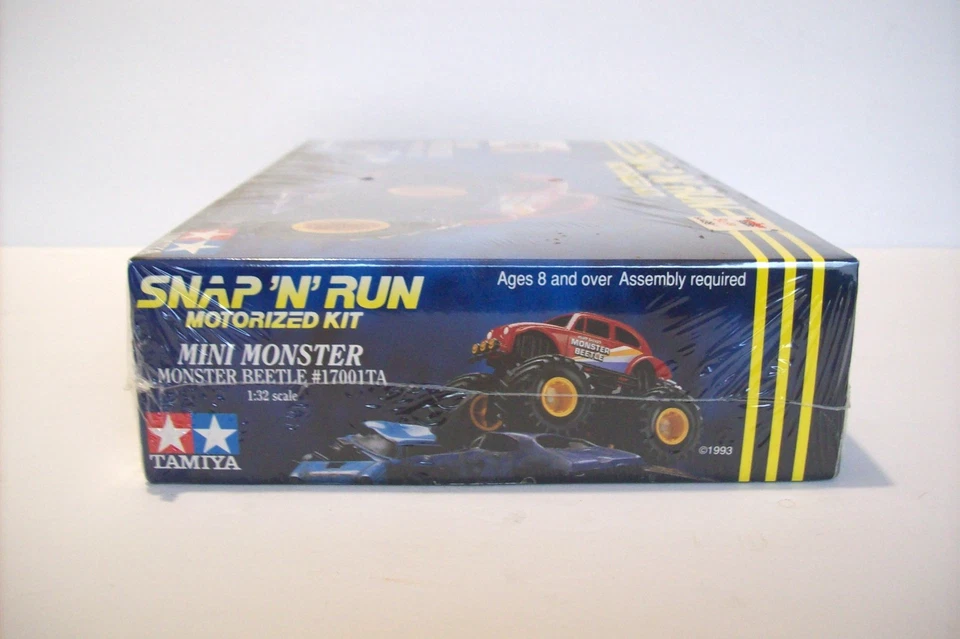 SNAP 'N' RUN
MOTORIZED KIT
Ages 8 and over Assembly required
MINI MONSTER
MONSTER BEETLE #17001TA
1:32 scale
MONSTER
BEETLE
TAMIYA
©1993